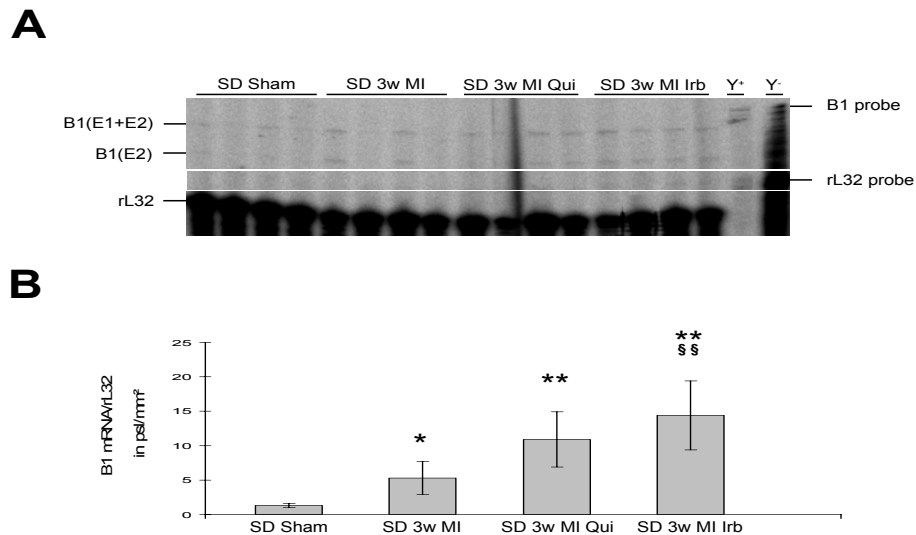 A
SD Sham SD 3w MI SD 3w MI Qui SD 3w MI Irb Y+ Y-
B1 probe
B1(E1+E2)
B1(E2)
rL32 probe
rL32
B
B1 mRNA/rL32
in psl/mm²
25
20
15
10
5
0
*
**
**
§§
SD Sham SD 3w MI SD 3w MI Qui SD 3w MI Irb